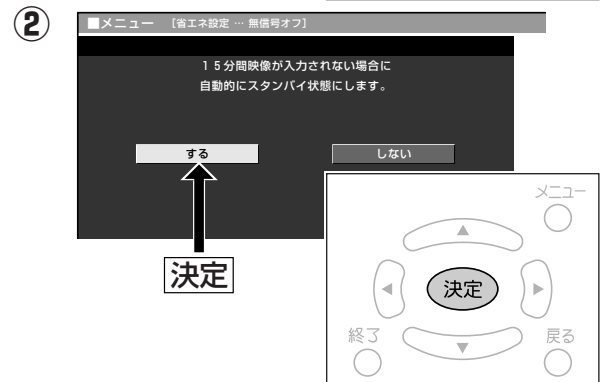 ②
■メニュー [省エネ設定 … 無信号オフ]
１５分間映像が入力されない場合に
自動的にスタンバイ状態にします。
する
しない
決定
メニュー
決定
終了
戻る